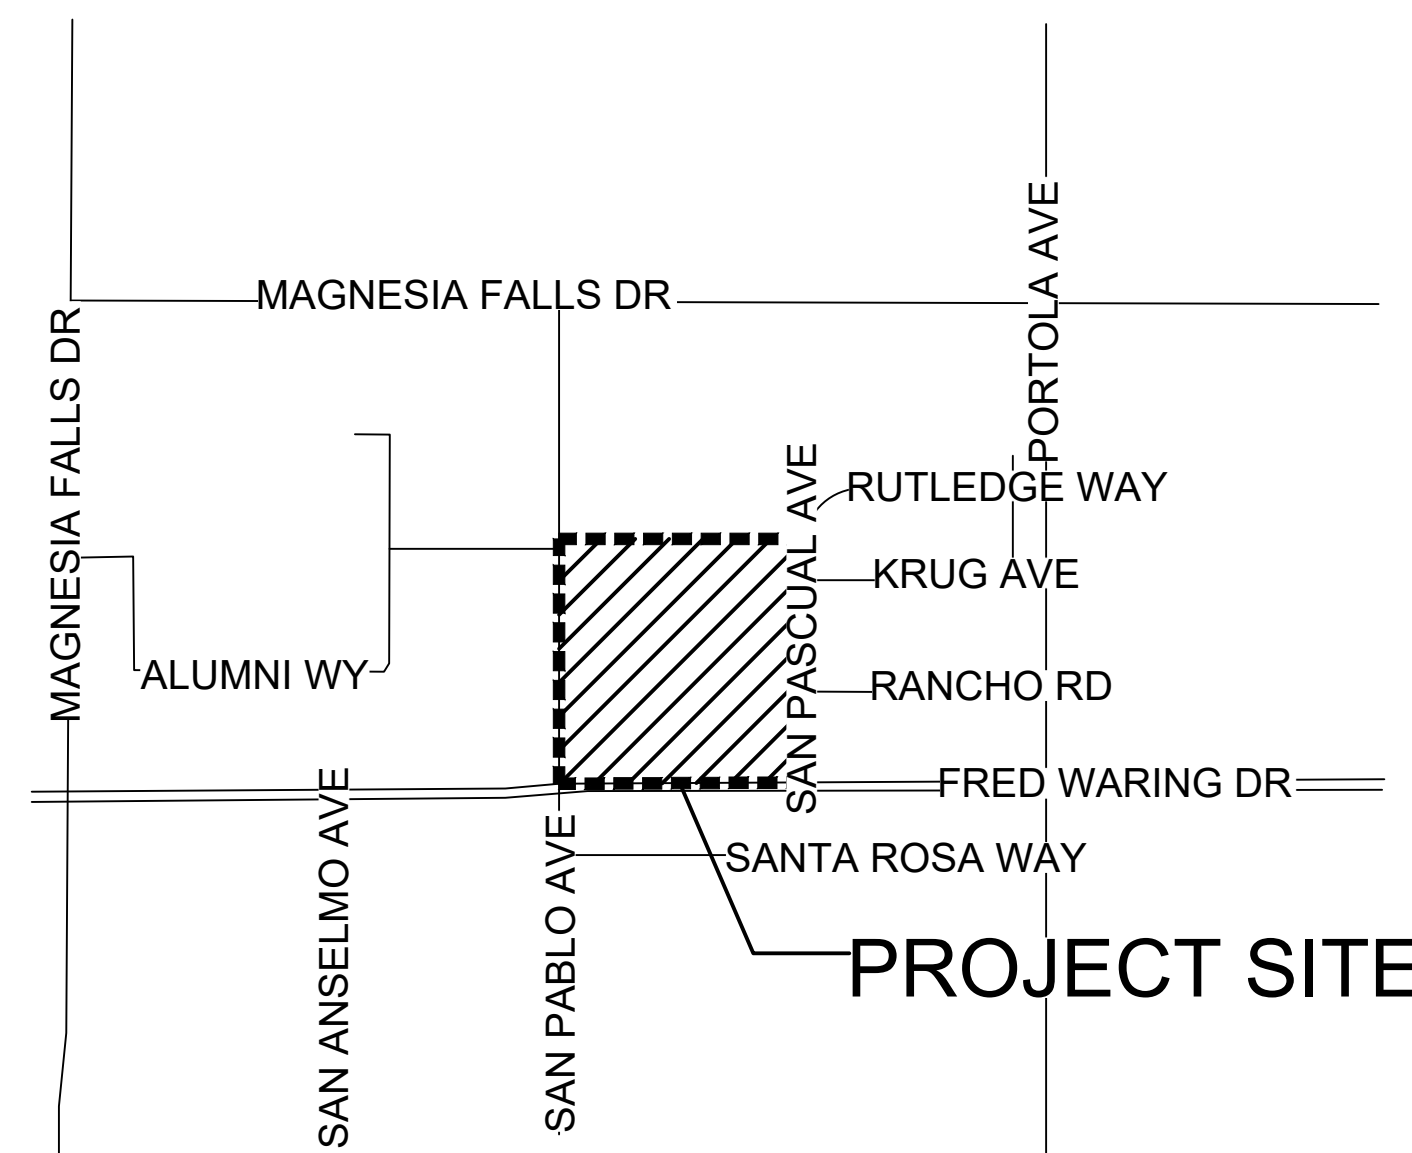 MAGNESIA FALLS DR
PORTOLA AVE
MAGNESIA FALLS DR
SAN PASCUAL AVE
RUTLEDGE WAY
KRUG AVE
ALUMNI WY
RANCHO RD
FRED WARING DR
SAN ANSELMO AVE
SAN PABLO AVE
SANTA ROSA WAY
PROJECT SITE